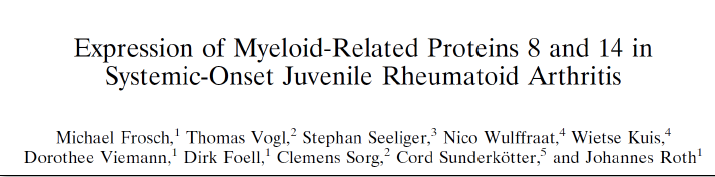 Expression of Myeloid-Related Proteins 8 and 14 in
Systemic-Onset Juvenile Rheumatoid Arthritis
Michael Frosch,¹ Thomas Vogl,² Stephan Seeliger,³ Nico Wulffraat,⁴ Wietse Kuis,⁴
Dorothee Viemann,¹ Dirk Foell,¹ Clemens Sorg,² Cord Sunderkötter,⁵ and Johannes Roth¹